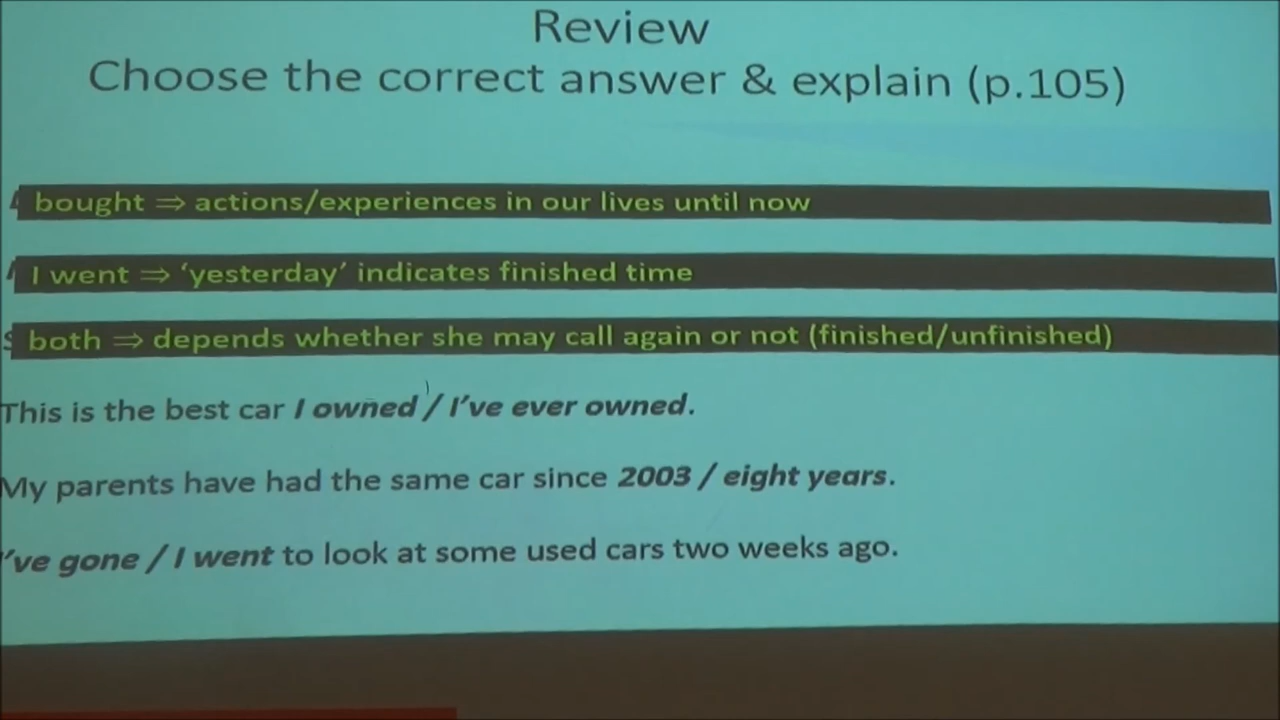 Review
Choose the correct answer & explain (p.105)
bought ⇒ actions/experiences in our lives until now
I went ⇒ ‘yesterday’ indicates finished time
both ⇒ depends whether she may call again or not (finished/unfinished)
This is the best car I owned / I’ve ever owned.
My parents have had the same car since 2003 / eight years.
’ve gone / I went to look at some used cars two weeks ago.